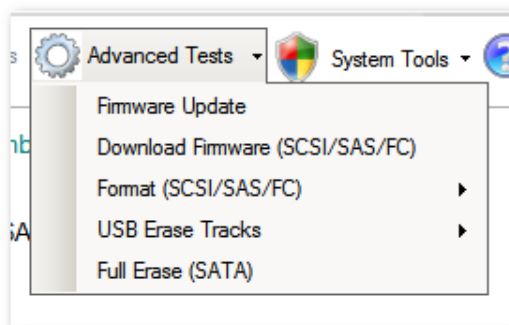 Advanced Tests System Tools
Firmware Update
Download Firmware (SCSI/SAS/FC)
Format (SCSI/SAS/FC)
USB Erase Tracks
Full Erase (SATA)